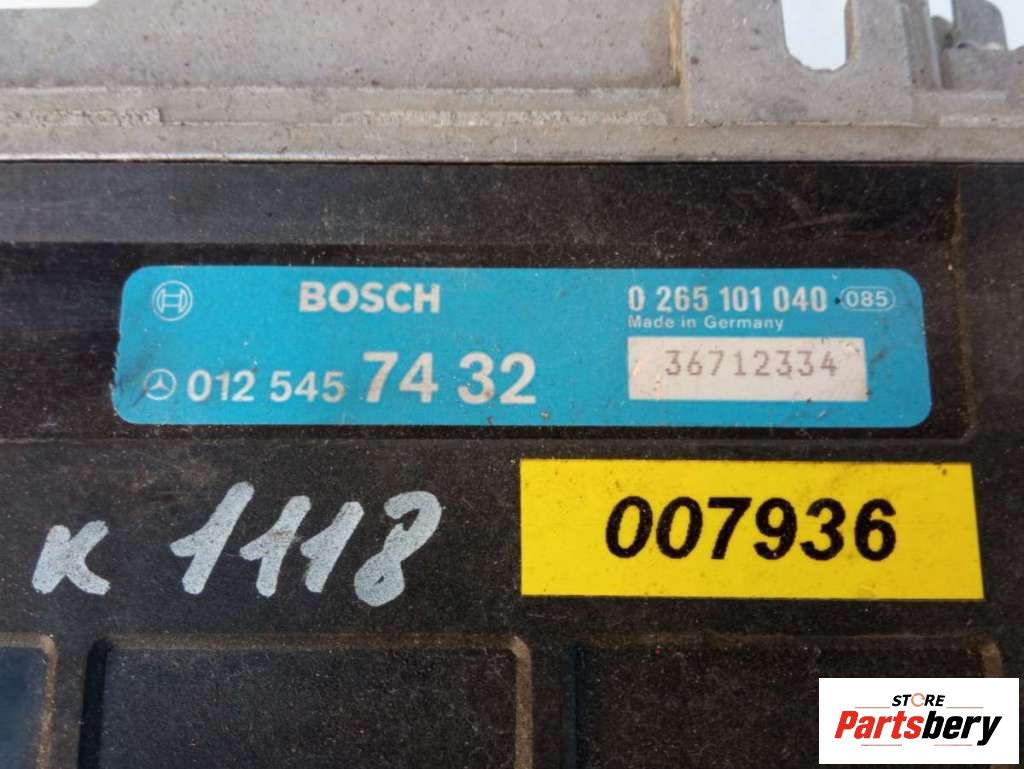 BOSCH
0 265 101 040 085
Made in Germany
012 545 74 32
36712334
K 1118
007936
STORE
Partsbery